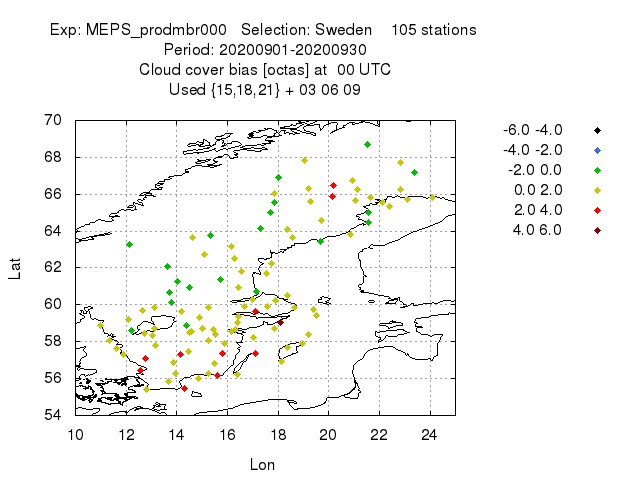 Exp: MEPS_prodmbr000 Selection: Sweden 105 stations
Period: 20200901-20200930
Cloud cover bias [octas] at 00 UTC
Used {15,18,21} + 03 06 09
70
68
66
64
62
60
58
56
54
Lat
10 12 14 16 18 20 22 24
Lon
-6.0 -4.0
-4.0 -2.0
-2.0 0.0
0.0 2.0
2.0 4.0
4.0 6.0